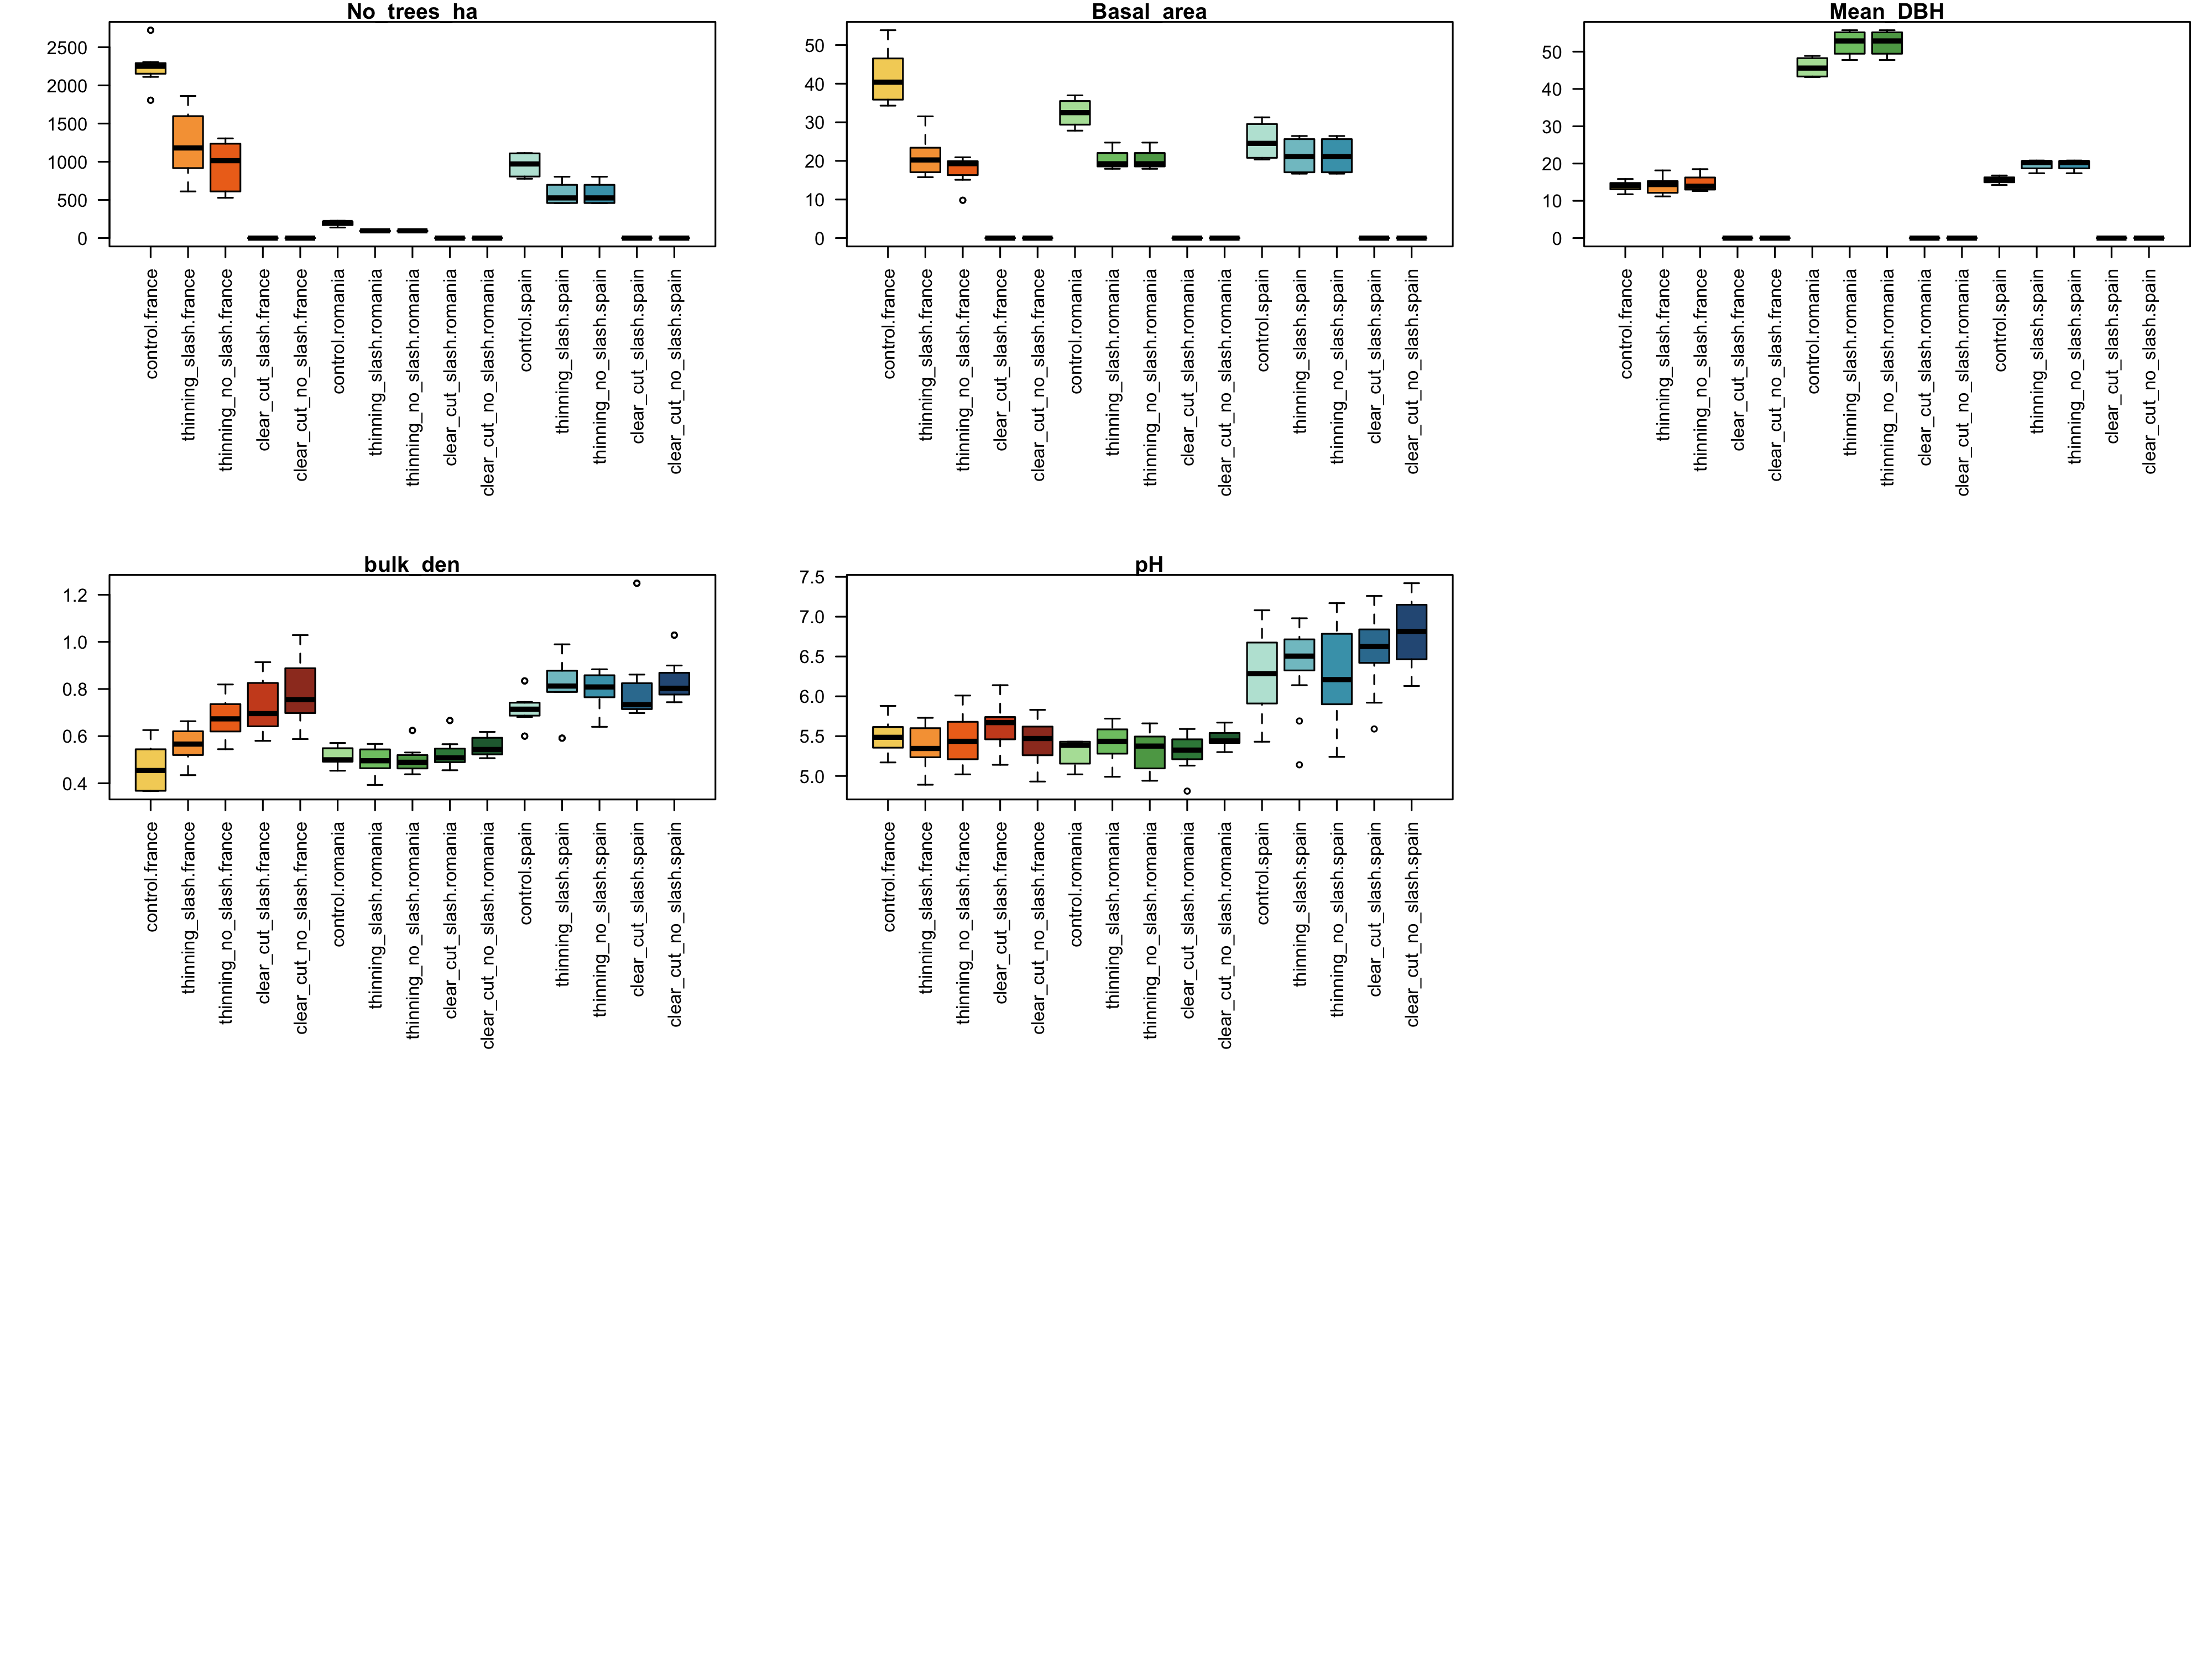 No_trees_ha
2500
2000
1500
1000
500
0
control.france
thinning_slash.france
thinning_no_slash.france
clear_cut_slash.france
clear_cut_no_slash.france
control.romania
thinning_slash.romania
thinning_no_slash.romania
clear_cut_slash.romania
clear_cut_no_slash.romania
control.spain
thinning_slash.spain
thinning_no_slash.spain
clear_cut_slash.spain
clear_cut_no_slash.spain
Basal_area
50
40
30
20
10
0
control.france
thinning_slash.france
thinning_no_slash.france
clear_cut_slash.france
clear_cut_no_slash.france
control.romania
thinning_slash.romania
thinning_no_slash.romania
clear_cut_slash.romania
clear_cut_no_slash.romania
control.spain
thinning_slash.spain
thinning_no_slash.spain
clear_cut_slash.spain
clear_cut_no_slash.spain
Mean_DBH
50
40
30
20
10
0
control.france
thinning_slash.france
thinning_no_slash.france
clear_cut_slash.france
clear_cut_no_slash.france
control.romania
thinning_slash.romania
thinning_no_slash.romania
clear_cut_slash.romania
clear_cut_no_slash.romania
control.spain
thinning_slash.spain
thinning_no_slash.spain
clear_cut_slash.spain
clear_cut_no_slash.spain
bulk_den
1.2
1.0
0.8
0.6
0.4
control.france
thinning_slash.france
thinning_no_slash.france
clear_cut_slash.france
clear_cut_no_slash.france
control.romania
thinning_slash.romania
thinning_no_slash.romania
clear_cut_slash.romania
clear_cut_no_slash.romania
control.spain
thinning_slash.spain
thinning_no_slash.spain
clear_cut_slash.spain
clear_cut_no_slash.spain
pH
7.5
7.0
6.5
6.0
5.5
5.0
control.france
thinning_slash.france
thinning_no_slash.france
clear_cut_slash.france
clear_cut_no_slash.france
control.romania
thinning_slash.romania
thinning_no_slash.romania
clear_cut_slash.romania
clear_cut_no_slash.romania
control.spain
thinning_slash.spain
thinning_no_slash.spain
clear_cut_slash.spain
clear_cut_no_slash.spain